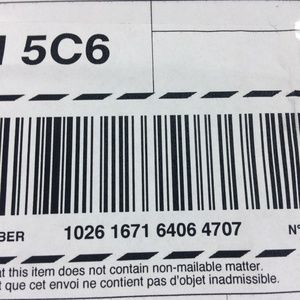 5C6
BER 1026 1671 6406 4707 N°
at this item does not contain non-mailable matter.
t que cet envoi ne contient pas d'objet inadmissible.